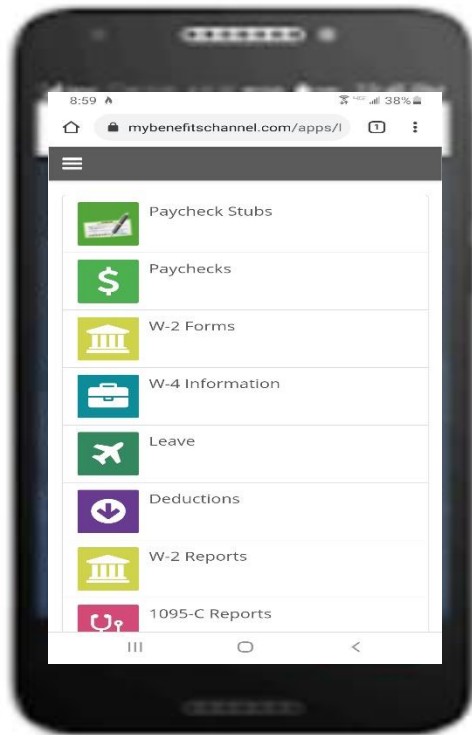 8:59 38%
mybenefitschannel.com/apps/l 1
Paycheck Stubs
Paychecks
W-2 Forms
W-4 Information
Leave
Deductions
W-2 Reports
1095-C Reports